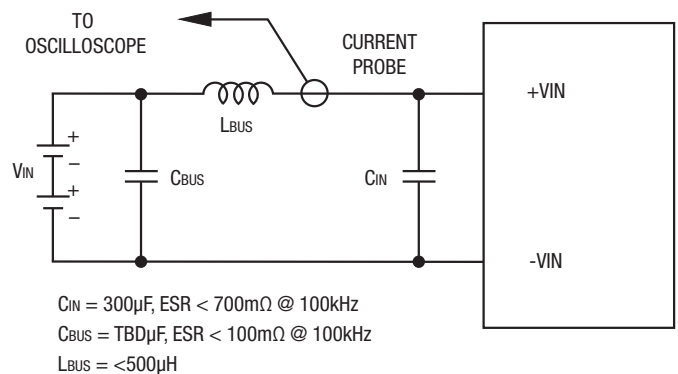 TO
OSCILLOSCOPE
CURRENT
PROBE
+VIN
LBUS
VIN
+
–
+
–
CBUS
CIN
-VIN
CIN = 300µF, ESR < 700mΩ @ 100kHz
CBUS = TBDµF, ESR < 100mΩ @ 100kHz
LBUS = <500µH